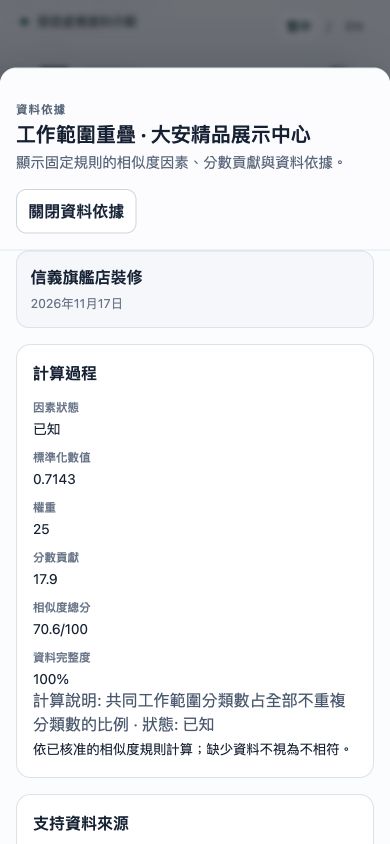 資料依據
工作範圍重疊 · 大安精品展示中心
顯示固定規則的相似度因素、分數貢獻與資料依據。
關閉資料依據
信義旗艦店裝修
2026年11月17日
計算過程
因素狀態
已知
標準化數值
0.7143
權重
25
分數貢獻
17.9
相似度總分
70.6/100
資料完整度
100%
計算說明: 共同工作範圍分類數占全部不重複
分類數的比例 · 狀態: 已知
依已核准的相似度規則計算；缺少資料不視為不相符。
支持資料來源